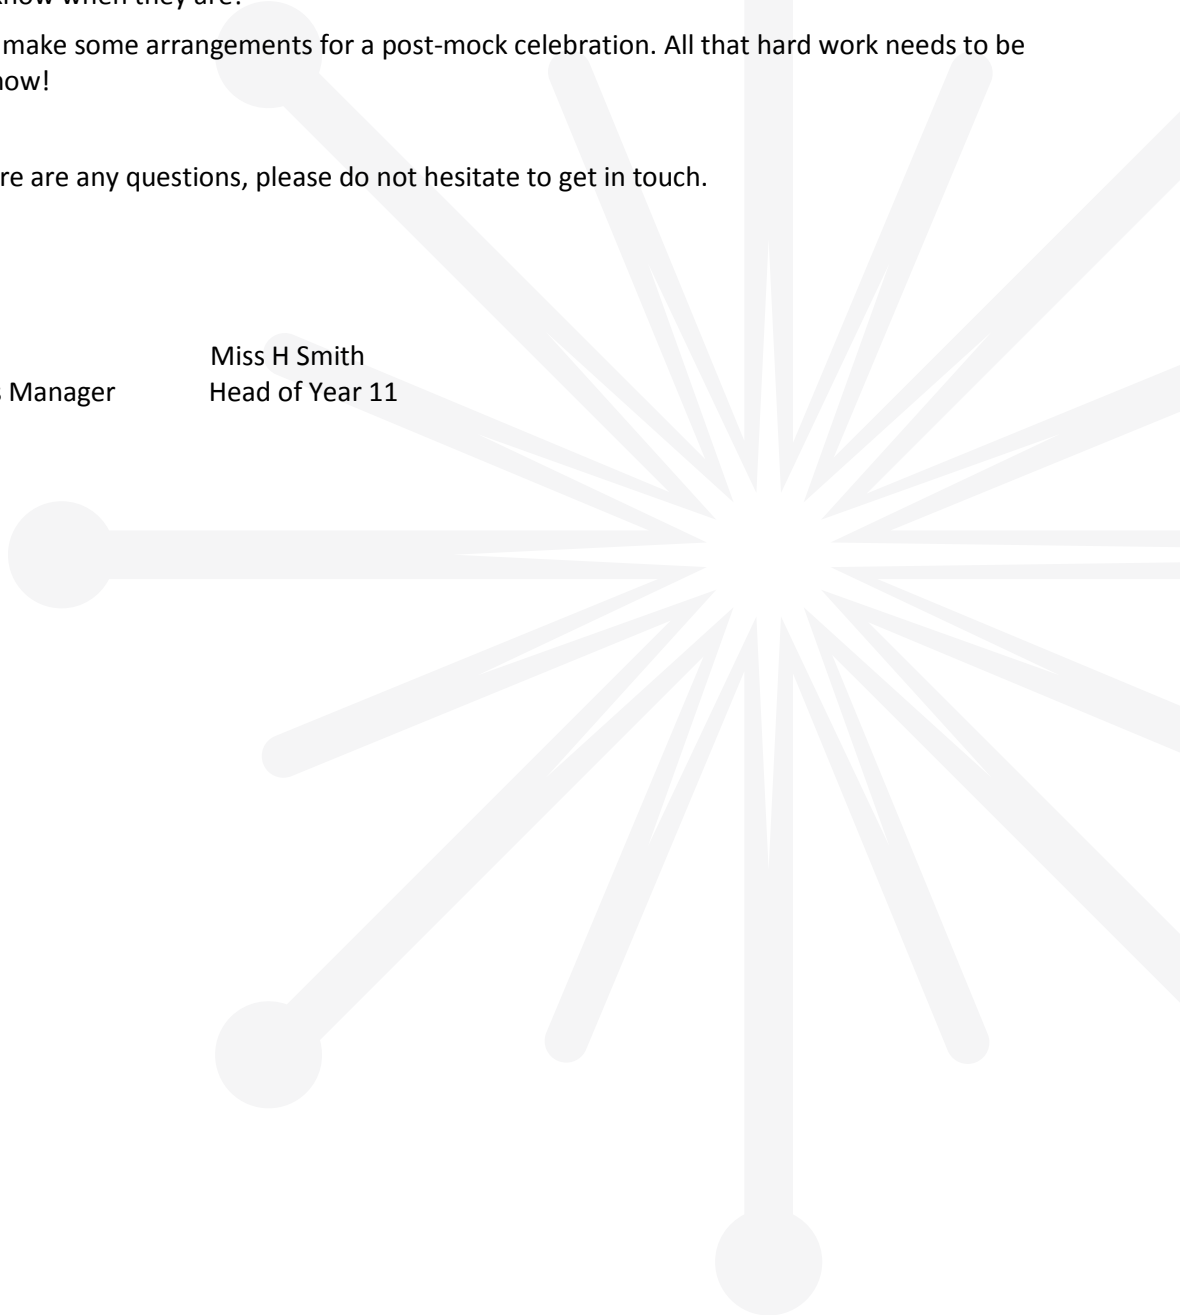 know when they are?
make some arrangements for a post-mock celebration. All that hard work needs to be
now!
re are any questions, please do not hesitate to get in touch.
Miss H Smith
s Manager Head of Year 11